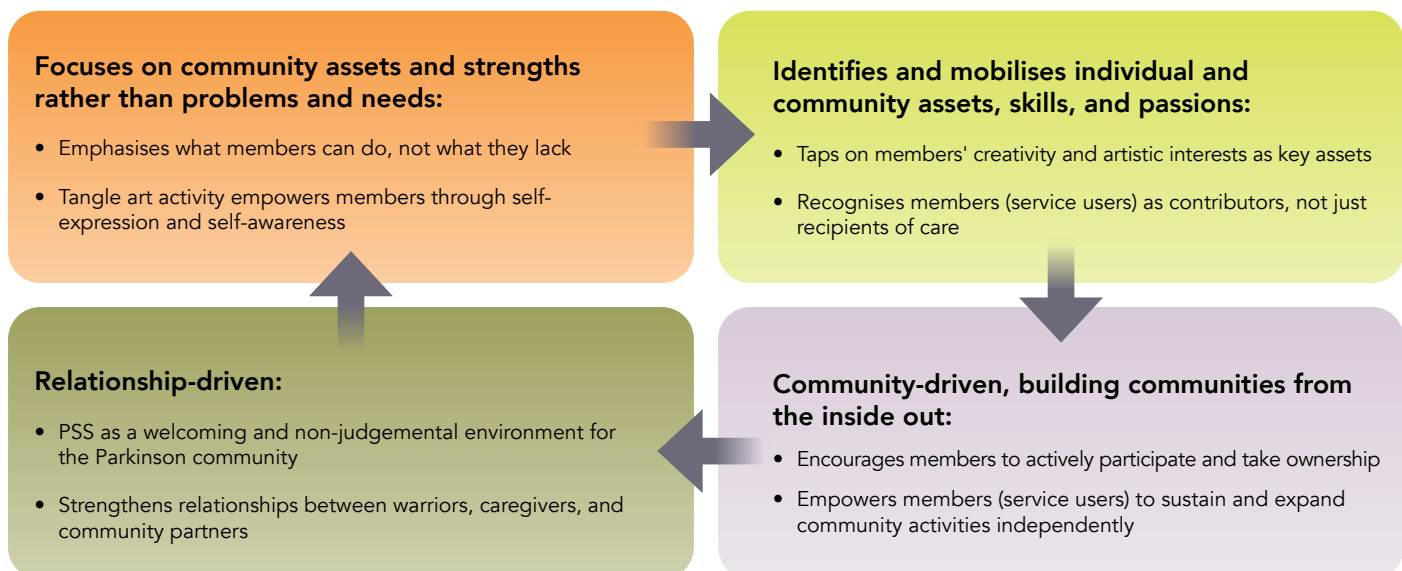 Focuses on community assets and strengths
rather than problems and needs:
• Emphasises what members can do, not what they lack
• Tangle art activity empowers members through self-
expression and self-awareness
Identifies and mobilises individual and
community assets, skills, and passions:
• Taps on members' creativity and artistic interests as key assets
• Recognises members (service users) as contributors, not just
recipients of care
Community-driven, building communities from
the inside out:
• Encourages members to actively participate and take ownership
• Empowers members (service users) to sustain and expand
community activities independently
Relationship-driven:
• PSS as a welcoming and non-judgemental environment for
the Parkinson community
• Strengthens relationships between warriors, caregivers, and
community partners